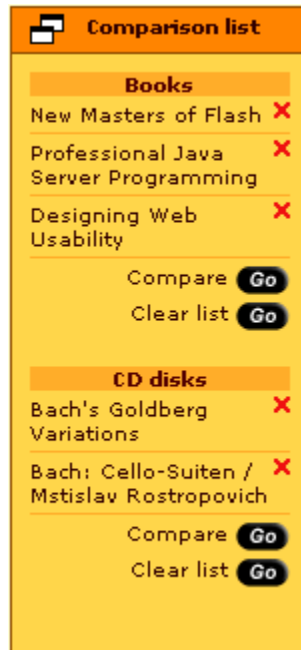 Comparison list
Books
New Masters of Flash
Professional Java
Server Programming
Designing Web
Usability
Compare Go
Clear list Go
CD disks
Bach's Goldberg
Variations
Bach: Cello-Suiten /
Mstislav Rostropovich
Compare Go
Clear list Go